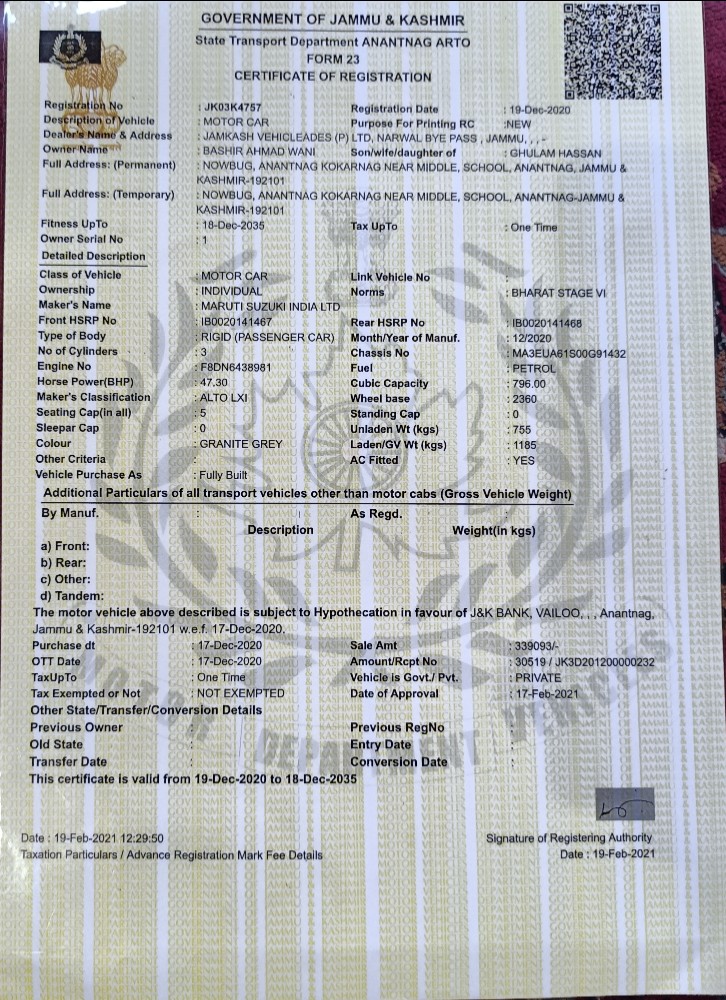 GOVERNMENT OF JAMMU & KASHMIR
State Transport Department ANANTNAG ARTO
FORM 23
CERTIFICATE OF REGISTRATION
Registration No : JK03K4757 Registration Date : 19-Dec-2020
Description of Vehicle : MOTOR CAR Purpose For Printing RC :NEW
Dealer's Name & Address : JAMKASH VEHICLEADES (P) LTD, NARWAL BYE PASS , JAMMU, , , -
Owner Name : BASHIR AHMAD WANI Son/wife/daughter of : GHULAM HASSAN
Full Address: (Permanent) : NOWBUG, ANANTNAG KOKARNAG NEAR MIDDLE, SCHOOL, ANANTNAG, JAMMU &
KASHMIR-192101
Full Address: (Temporary) : NOWBUG, ANANTNAG KOKARNAG NEAR MIDDLE, SCHOOL, ANANTNAG-JAMMU &
KASHMIR-192101
Fitness UpTo : 18-Dec-2035 Tax UpTo : One Time
Owner Serial No : 1
Detailed Description
Class of Vehicle : MOTOR CAR Link Vehicle No :
Ownership : INDIVIDUAL Norms : BHARAT STAGE VI
Maker's Name : MARUTI SUZUKI INDIA LTD
Front HSRP No : IB0020141467 Rear HSRP No : IB0020141468
Type of Body : RIGID (PASSENGER CAR) Month/Year of Manuf. : 12/2020
No of Cylinders : 3 Chassis No : MA3EUA61S00G91432
Engine No : F8DN6438981 Fuel : PETROL
Horse Power(BHP) : 47.30 Cubic Capacity : 796.00
Maker's Classification : ALTO LXI Wheel base : 2360
Seating Cap(in all) : 5 Standing Cap : 0
Sleepar Cap : 0 Unladen Wt (kgs) : 755
Colour : GRANITE GREY Laden/GV Wt (kgs) : 1185
Other Criteria : AC Fitted : YES
Vehicle Purchase As : Fully Built
Additional Particulars of all transport vehicles other than motor cabs (Gross Vehicle Weight)
By Manuf. : As Regd. :
Description Weight(in kgs)
a) Front:
b) Rear:
c) Other:
d) Tandem:
The motor vehicle above described is subject to Hypothecation in favour of J&K BANK, VAILOO, , , Anantnag,
Jammu & Kashmir-192101 w.e.f. 17-Dec-2020.
Purchase dt : 17-Dec-2020 Sale Amt : 339093/-
OTT Date : 17-Dec-2020 Amount/Rcpt No : 30519 / JK3D201200000232
TaxUpTo : One Time Vehicle is Govt./ Pvt. : PRIVATE
Tax Exempted or Not : NOT EXEMPTED Date of Approval : 17-Feb-2021
Other State/Transfer/Conversion Details
Previous Owner : Previous RegNo :
Old State : Entry Date :
Transfer Date : Conversion Date :
This certificate is valid from 19-Dec-2020 to 18-Dec-2035
MOTOR VEHICLES DEPARTMENT
Date : 19-Feb-2021 12:29:50 Signature of Registering Authority
Taxation Particulars / Advance Registration Mark Fee Details Date : 19-Feb-2021